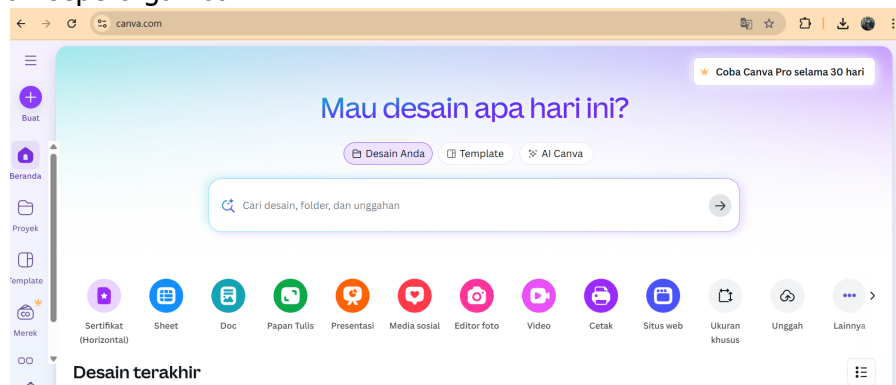 canva.com
Buat
Coba Canva Pro selama 30 hari
Mau desain apa hari ini?
Desain Anda
Template
AI Canva
Beranda
Cari desain, folder, dan unggahan
Proyek
Template
Merek
CO
Sertifikat
(Horizontal)
Sheet
Doc
Papan Tulis
Presentasi
Media sosial
Editor foto
Video
Cetak
Situs web
Ukuran
khusus
Unggah
Lainnya
Desain terakhir